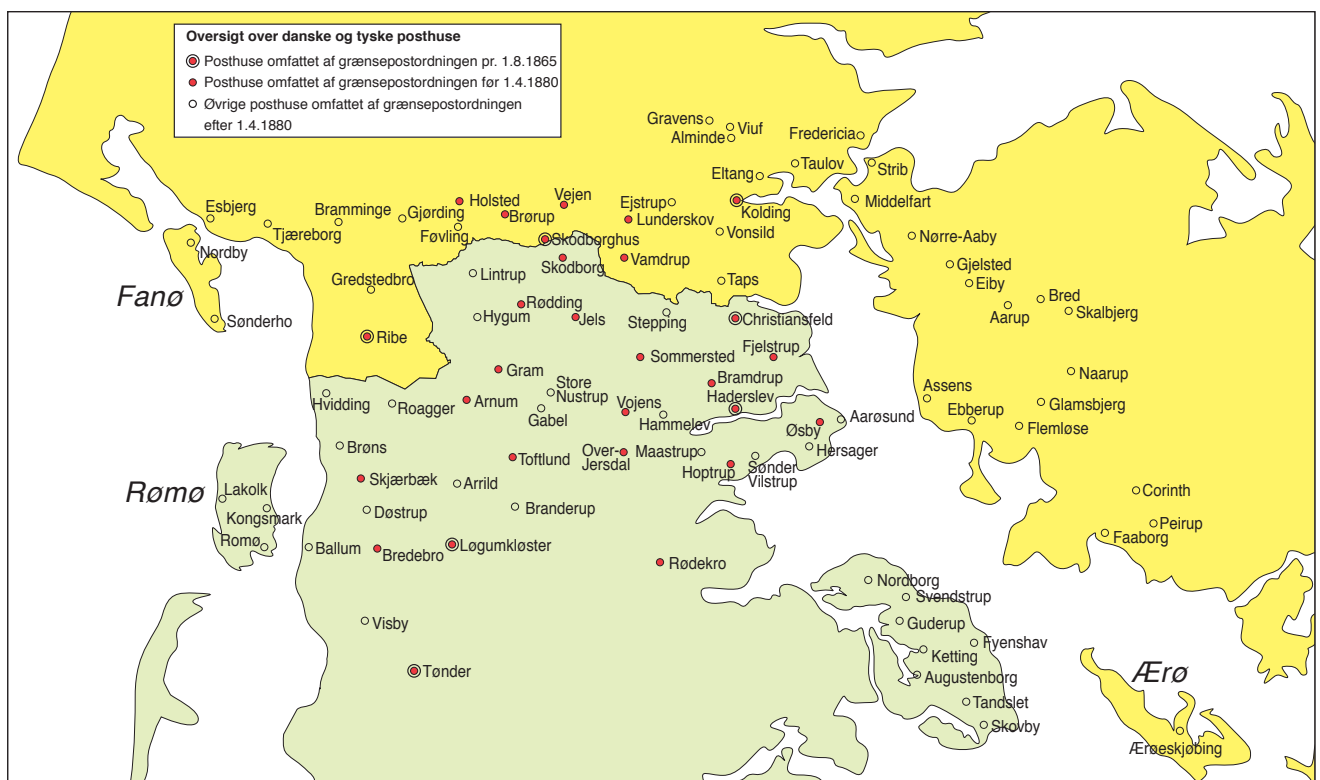 Oversigt over danske og tyske posthuse
Posthuse omfattet af grænsepostordningen pr. 1.8.1865
Posthuse omfattet af grænsepostordningen før 1.4.1880
Øvrige posthuse omfattet af grænsepostordningen
efter 1.4.1880
Gravens
Viuf
Alminde
Fredericia
Taulov
Strib
Eltang
Middelfart
Esbjerg
Tjæreborg
Bramminge
Gjørding
Føvling
Holsted
Brørup
Vejen
Ejstrup
Lunderskov
Kolding
Vonsild
Nordby
Skodborghus
Skodborg
Vamdrup
Nørre-Aaby
Gjelsted
Eiby
Fanø
Sønderho
Gredstedbro
Lintrup
Taps
Bred
Aarup
Skalbjerg
Ribe
Hygum
Rødding
Jels
Stepping
Christiansfeld
Sommersted
Fjelstrup
Gram
Bramdrup
Naarup
Hvidding
Roagger
Arnum
Store
Nustrup
Gabel
Vojens
Hammelev
Haderslev
Assens
Ebberup
Glamsbjerg
Flemløse
Øsby
Aarøsund
Hersager
Brøns
Toftlund
Over-
Jersdal
Maastrup
Hoptrup
Sønder
Vilstrup
Rømø
Lakolk
Kongsmark
Romø
Skjærbæk
Arrild
Døstrup
Branderup
Corinth
Peirup
Faaborg
Ballum
Bredebro
Løgumkløster
Rødekro
Nordborg
Svendstrup
Guderup
Fyenshav
Ketting
Augustenborg
Tandslet
Skovby
Visby
Tønder
Ærø
Ærøeskjøbing